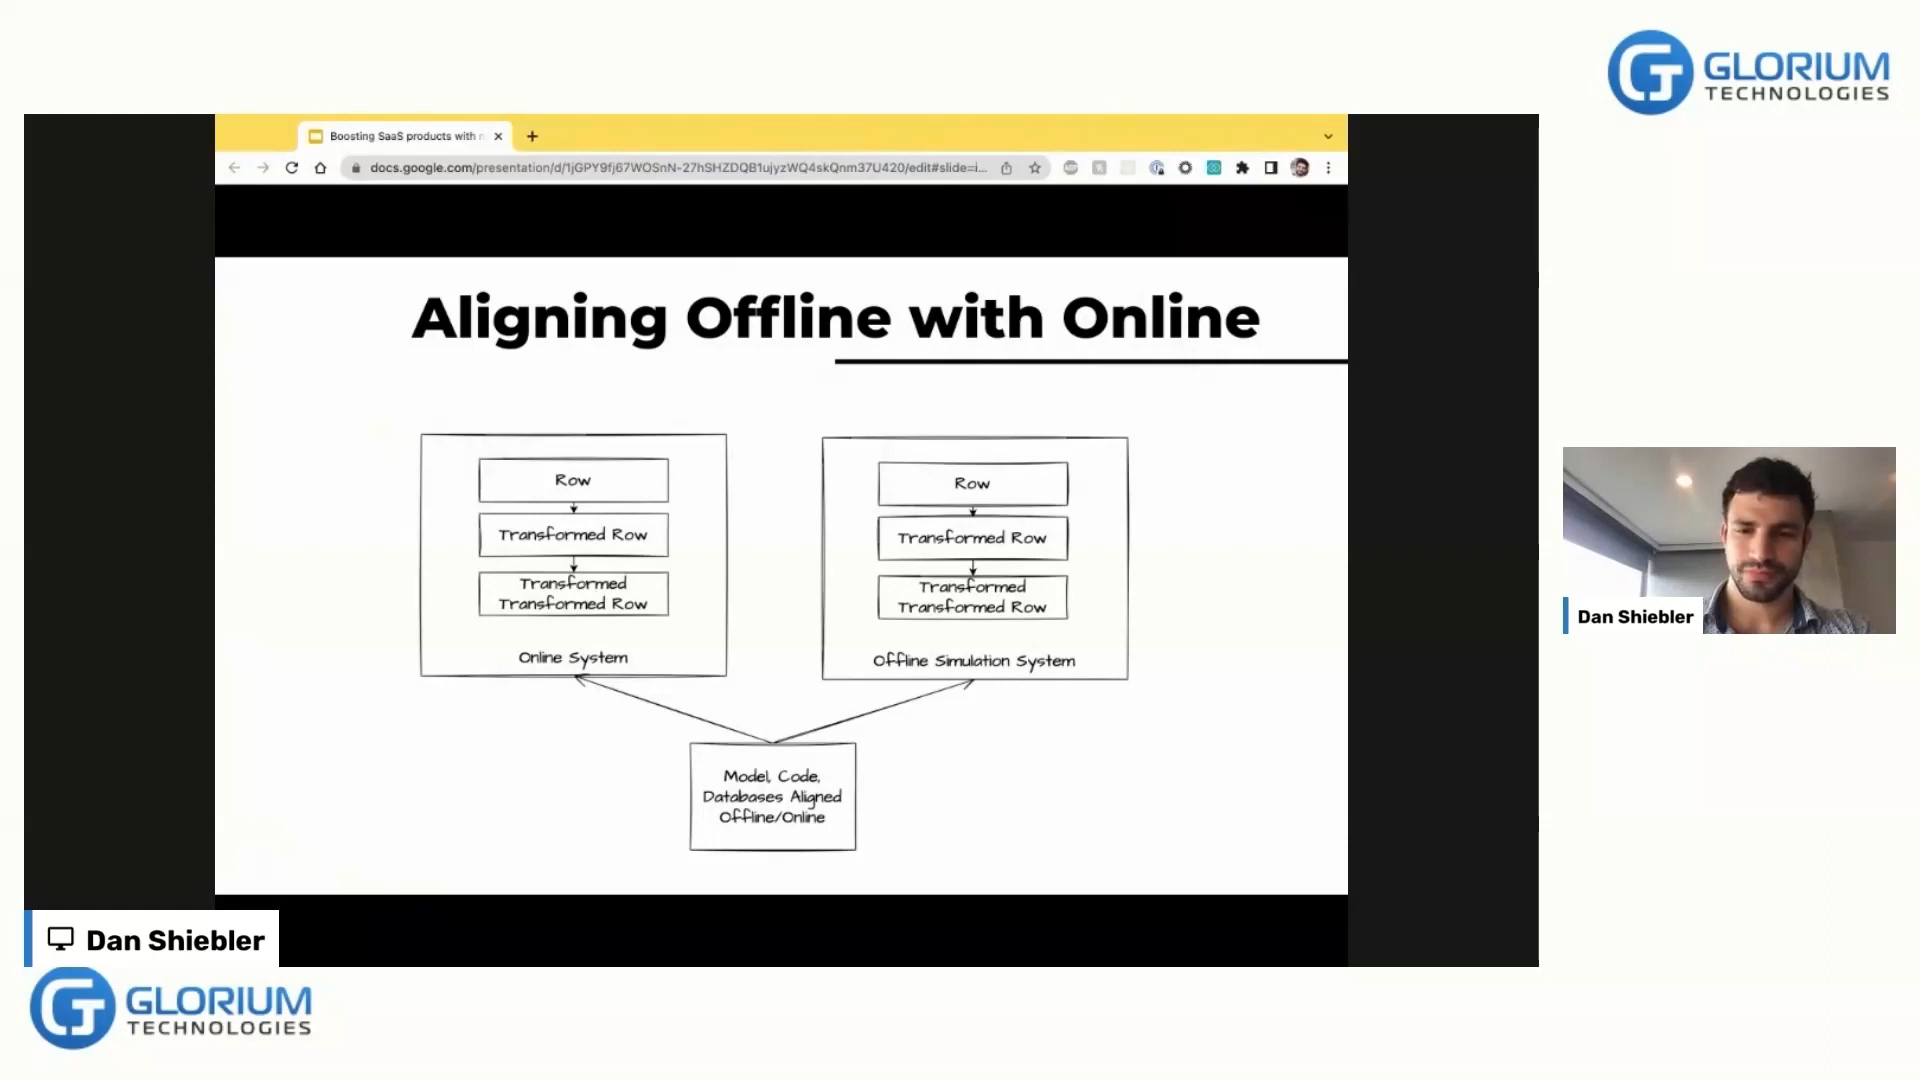 GLORIUM
TECHNOLOGIES
Boosting SaaS products with
docs.google.com/presentation/d/1jGPY9fj67WOSnN-27hSHZDQB1ujyzWQ4skQnm37U420/edit#slide=i...
Aligning Offline with Online
Row
Transformed Row
Transformed
Transformed Row
Online System
Row
Transformed Row
Transformed
Transformed Row
Offline Simulation System
Model, Code,
Databases Aligned
Offline/Online
Dan Shiebler
Dan Shiebler
GLORIUM
TECHNOLOGIES